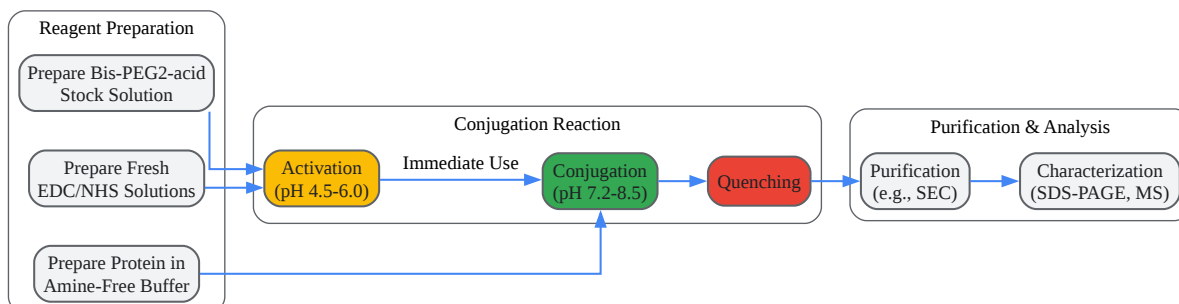 Reagent Preparation
Prepare Bis-PEG2-acid
Stock Solution
Prepare Fresh
EDC/NHS Solutions
Prepare Protein in
Amine-Free Buffer
Conjugation Reaction
Activation
(pH 4.5-6.0)
Immediate Use
Conjugation
(pH 7.2-8.5)
Quenching
Purification & Analysis
Purification
(e.g., SEC)
Characterization
(SDS-PAGE, MS)